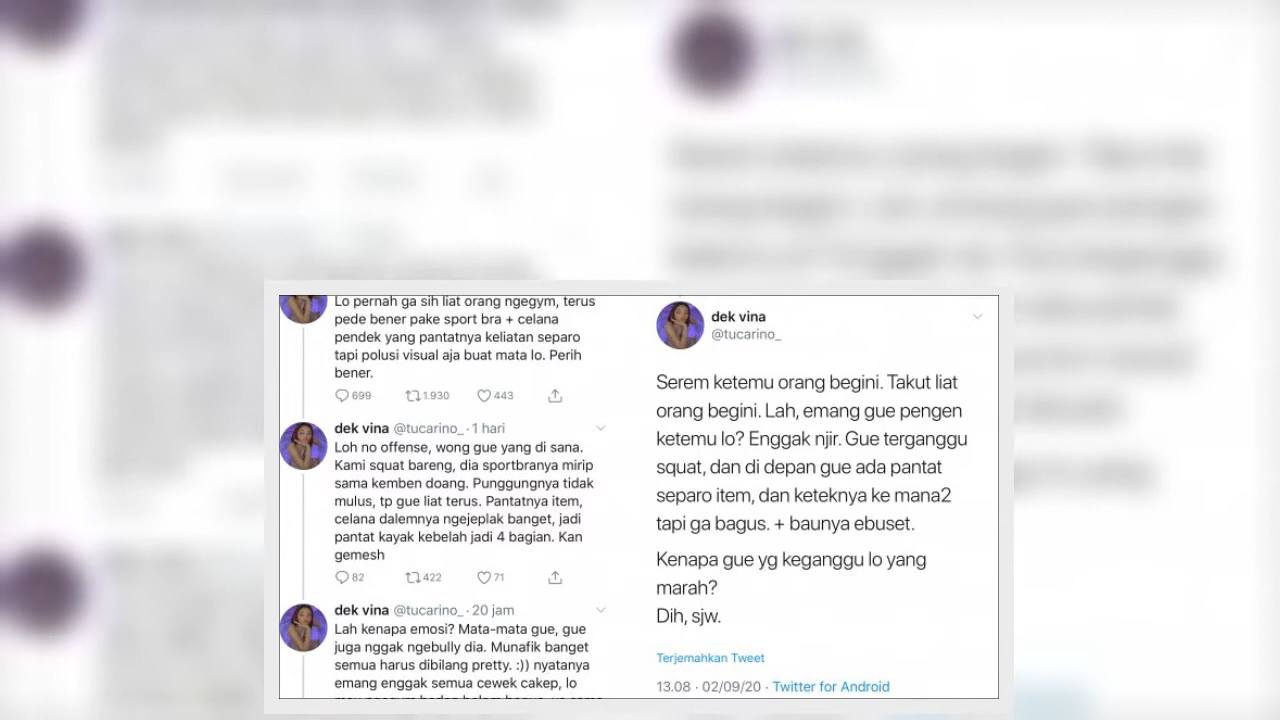 Lo pernah ga sih liat orang ngegym, terus
pede bener pake sport bra + celana
pendek yang pantatnya keliatan separo
tapi polusi visual aja buat mata lo. Perih
bener.
699 1.930 443
dek vina @tucarino_ · 1 hari
Loh no offense, wong gue yang di sana.
Kami squat bareng, dia sportbranya mirip
sama kemben doang. Punggungnya tidak
mulus, tp gue liat terus. Pantatnya item,
celana dalemnya ngejeplak banget, jadi
pantat kayak kebelah jadi 4 bagian. Kan
gemesh
82 422 71
dek vina @tucarino_ · 20 jam
Lah kenapa emosi? Mata-mata gue, gue
juga nggak ngebully dia. Munafik banget
semua harus dibilang pretty. :)) nyatanya
emang enggak semua cewek cakep, lo
dek vina
@tucarino_
Serem ketemu orang begini. Takut liat
orang begini. Lah, emang gue pengen
ketemu lo? Enggak njir. Gue terganggu
squat, dan di depan gue ada pantat
separo item, dan keteknya ke mana2
tapi ga bagus. + baunya ebuset.
Kenapa gue yg keganggu lo yang
marah?
Dih, sjw.
Terjemahkan Tweet
13.08 · 02/09/20 · Twitter for Android